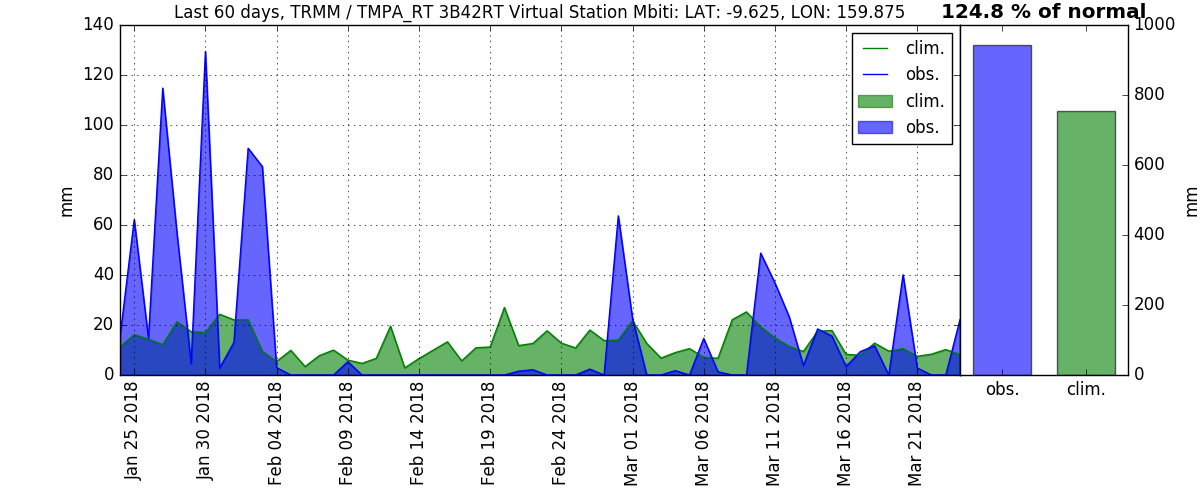 Last 60 days, TRMM / TMPA_RT 3B42RT Virtual Station Mbiti: LAT: -9.625, LON: 159.875
124.8 % of normal
140
120
100
80
60
40
20
0
mm
clim.
obs.
clim.
obs.
1000
800
600
400
200
0
mm
Jan 25 2018
Jan 30 2018
Feb 04 2018
Feb 09 2018
Feb 14 2018
Feb 19 2018
Feb 24 2018
Mar 01 2018
Mar 06 2018
Mar 11 2018
Mar 16 2018
Mar 21 2018
obs.
clim.